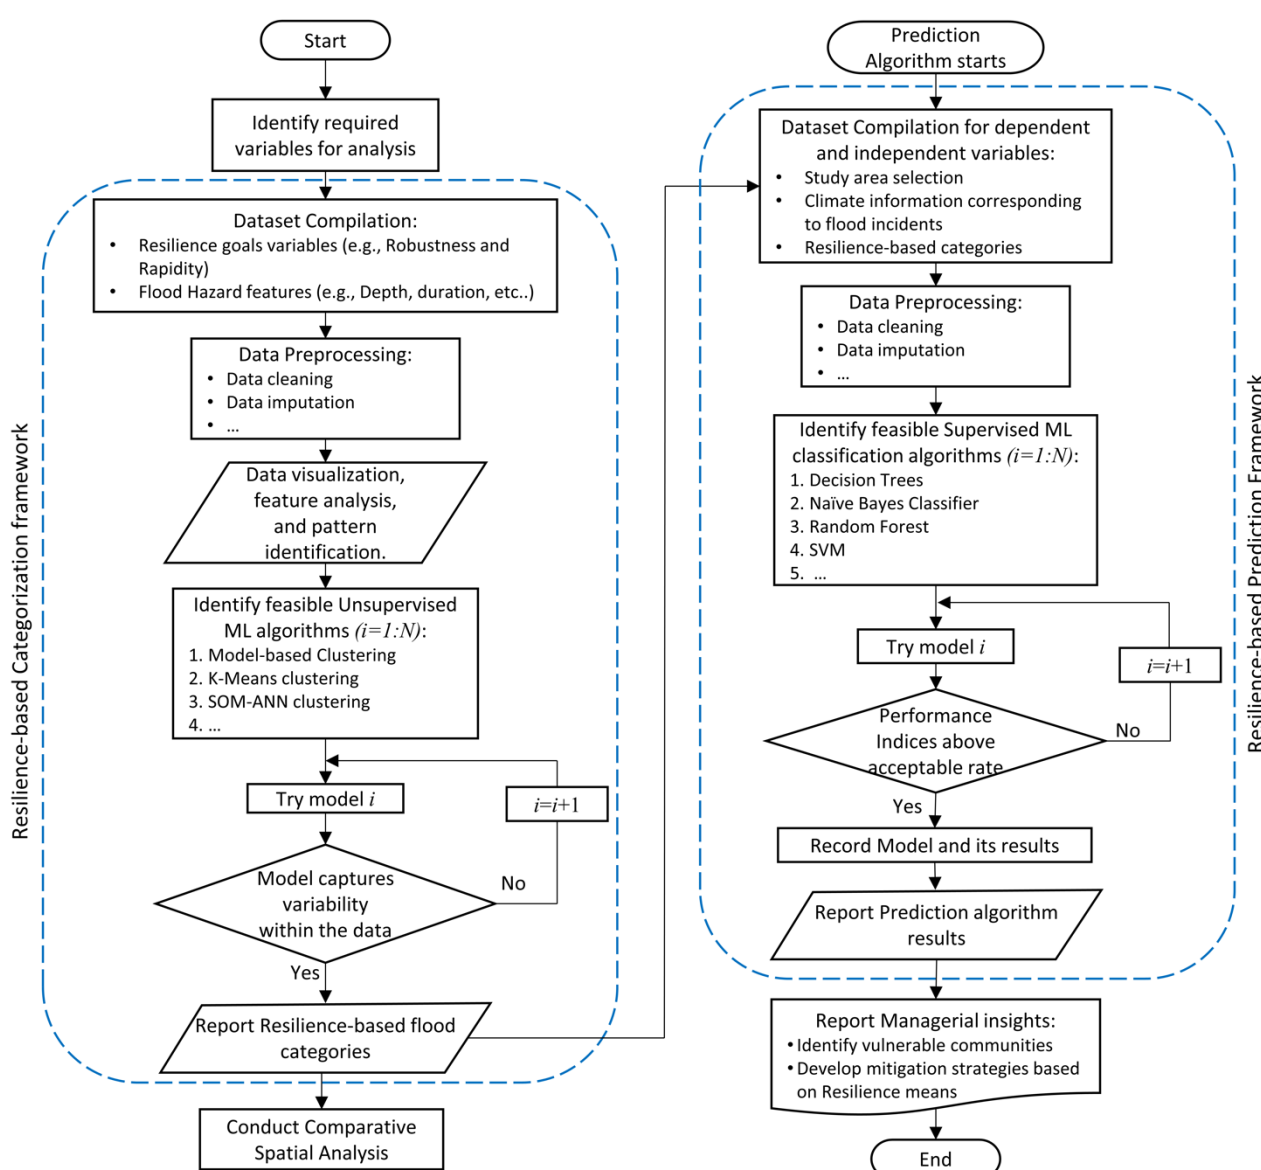 Start
Identify required
variables for analysis
Resilience-based Categorization framework
Dataset Compilation:
• Resilience goals variables (e.g., Robustness and
Rapidity)
• Flood Hazard features (e.g., Depth, duration, etc..)
Data Preprocessing:
• Data cleaning
• Data imputation
• ...
Data visualization,
feature analysis,
and pattern
identification.
Identify feasible Unsupervised
ML algorithms (i=1:N):
1. Model-based Clustering
2. K-Means clustering
3. SOM-ANN clustering
4. ...
Try model i
i=i+1
Model captures
variability
within the data
No
Yes
Report Resilience-based flood
categories
Conduct Comparative
Spatial Analysis
Prediction
Algorithm starts
Resilience-based Prediction Framework
Dataset Compilation for dependent
and independent variables:
• Study area selection
• Climate information corresponding
to flood incidents
• Resilience-based categories
Data Preprocessing:
• Data cleaning
• Data imputation
• ...
Identify feasible Supervised ML
classification algorithms (i=1:N):
1. Decision Trees
2. Naïve Bayes Classifier
3. Random Forest
4. SVM
5. ...
Try model i
i=i+1
Performance
Indices above
acceptable rate
No
Yes
Record Model and its results
Report Prediction algorithm
results
Report Managerial insights:
• Identify vulnerable communities
• Develop mitigation strategies based
on Resilience means
End